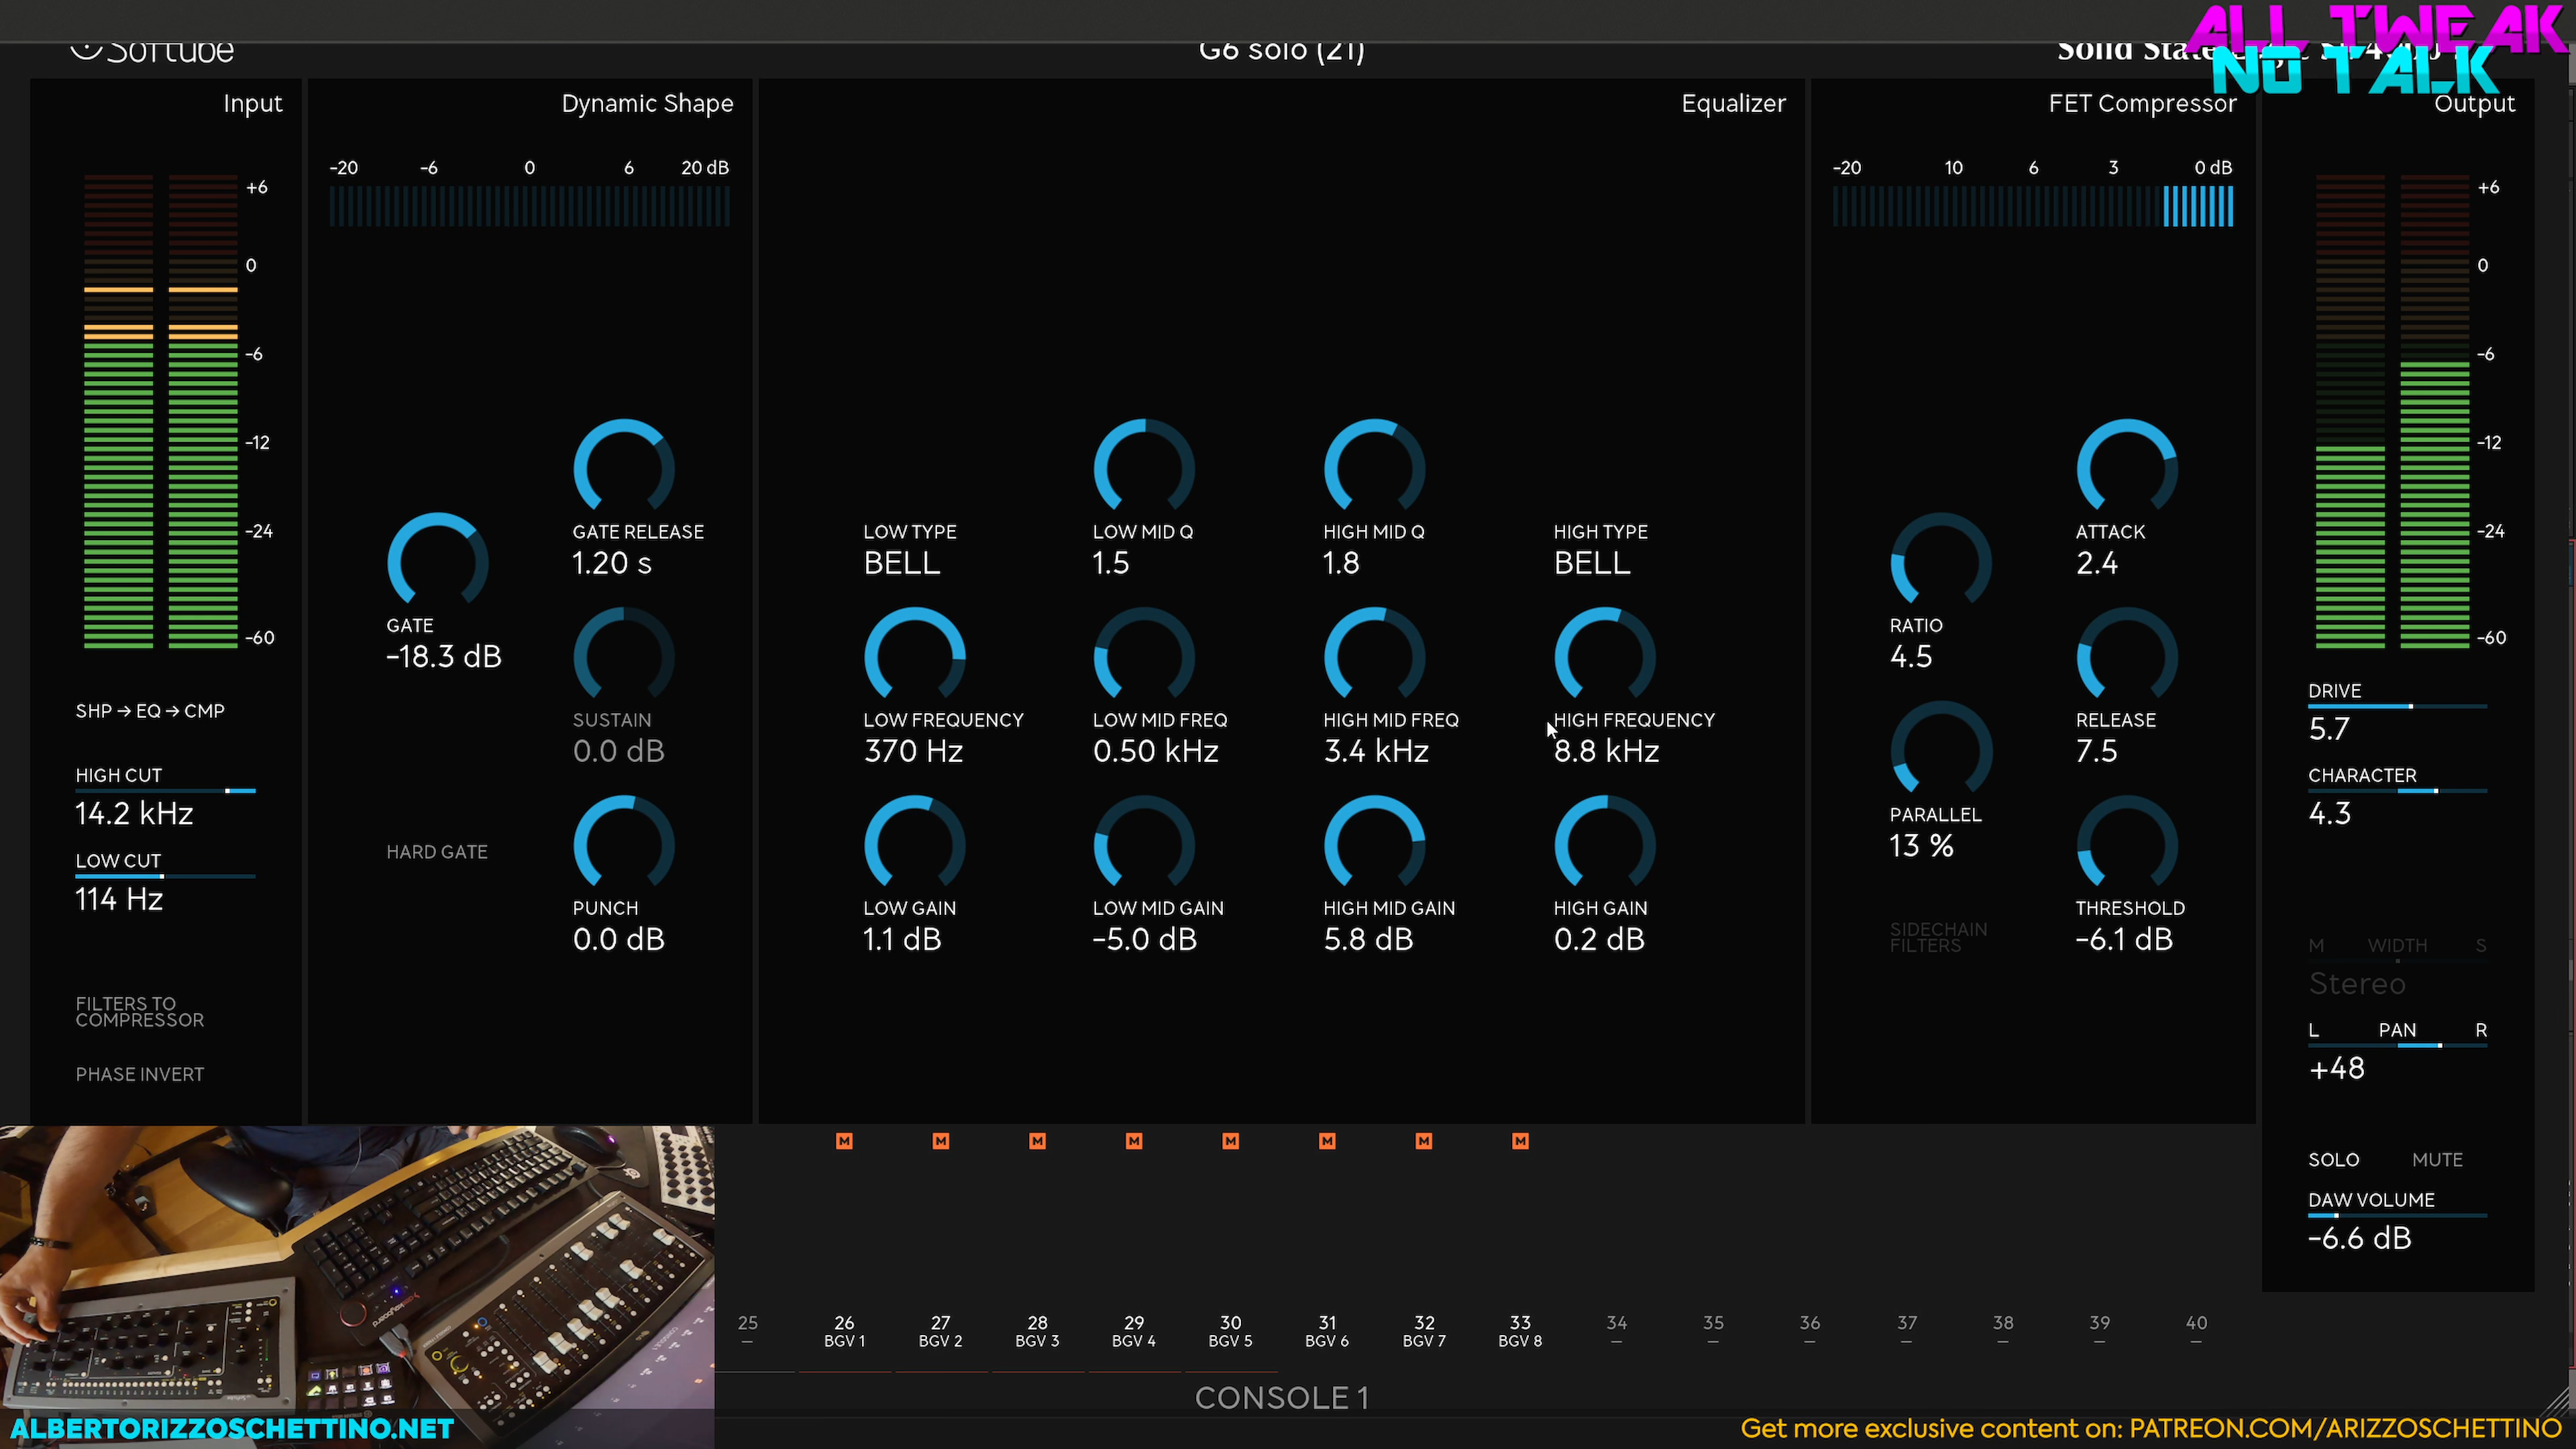 Softube
G6 solo (21)
Solid State
ALL TWEAK
NO TALK
Input
Dynamic Shape
Equalizer
FET Compressor
Output
-20 -6 0 6 20 dB
-20 10 6 3 0 dB
+6
0
-6
-12
-24
-60
+6
0
-6
-12
-24
-60
SHP → EQ → CMP
HIGH CUT
14.2 kHz
LOW CUT
114 Hz
FILTERS TO
COMPRESSOR
PHASE INVERT
GATE
-18.3 dB
HARD GATE
GATE RELEASE
1.20 s
SUSTAIN
0.0 dB
PUNCH
0.0 dB
LOW TYPE
BELL
LOW MID Q
1.5
HIGH MID Q
1.8
HIGH TYPE
BELL
LOW FREQUENCY
370 Hz
LOW MID FREQ
0.50 kHz
HIGH MID FREQ
3.4 kHz
HIGH FREQUENCY
8.8 kHz
LOW GAIN
1.1 dB
LOW MID GAIN
-5.0 dB
HIGH MID GAIN
5.8 dB
HIGH GAIN
0.2 dB
RATIO
4.5
PARALLEL
13 %
SIDECHAIN
FILTERS
ATTACK
2.4
RELEASE
7.5
THRESHOLD
-6.1 dB
DRIVE
5.7
CHARACTER
4.3
M WIDTH S
Stereo
L PAN R
+48
SOLO MUTE
DAW VOLUME
-6.6 dB
M M M M M M M M
25 26 27 28 29 30 31 32 33 34 35 36 37 38 39 40
— BGV 1 BGV 2 BGV 3 BGV 4 BGV 5 BGV 6 BGV 7 BGV 8 — — — — — — —
CONSOLE 1
ALBERTORIZZOSCHETTINO.NET
Get more exclusive content on: PATREON.COM/ARIZZOSCHETTINO